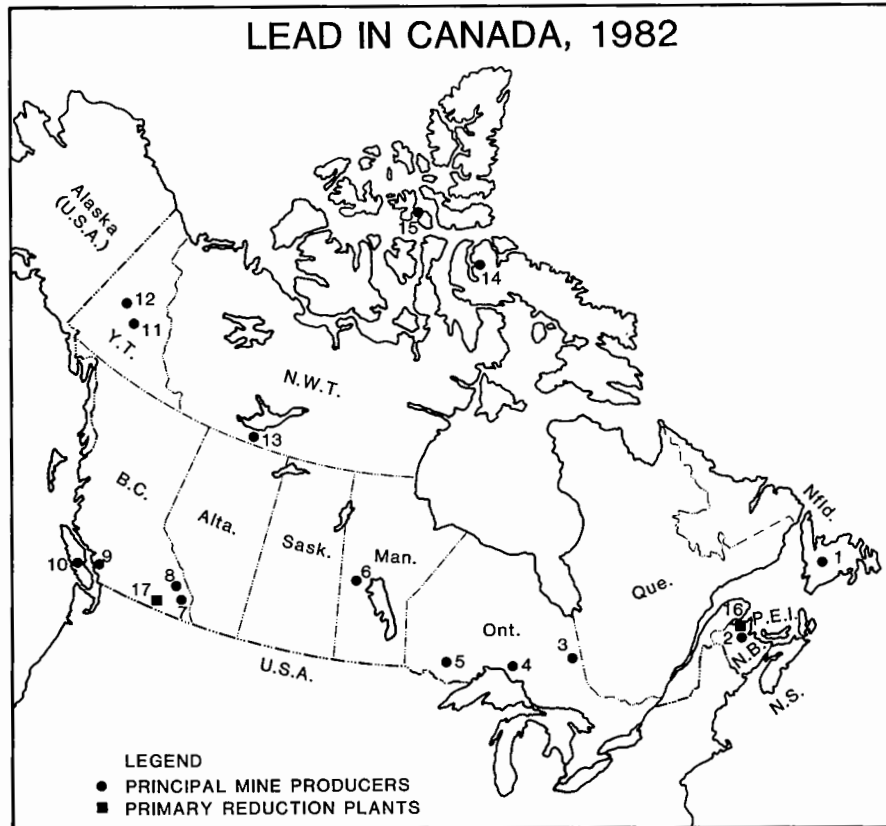 LEAD IN CANADA, 1982
Alaska
(U.S.A.)
15
14
12
11
Y.T.
N.W.T.
13
B.C.
Alta.
Sask.
Man.
Nfld.
10
9
8
17
7
6
Que.
1
16
P.E.I.
Ont.
2
N.B.
3
5
4
U.S.A.
N.S.
LEGEND
PRINCIPAL MINE PRODUCERS
PRIMARY REDUCTION PLANTS